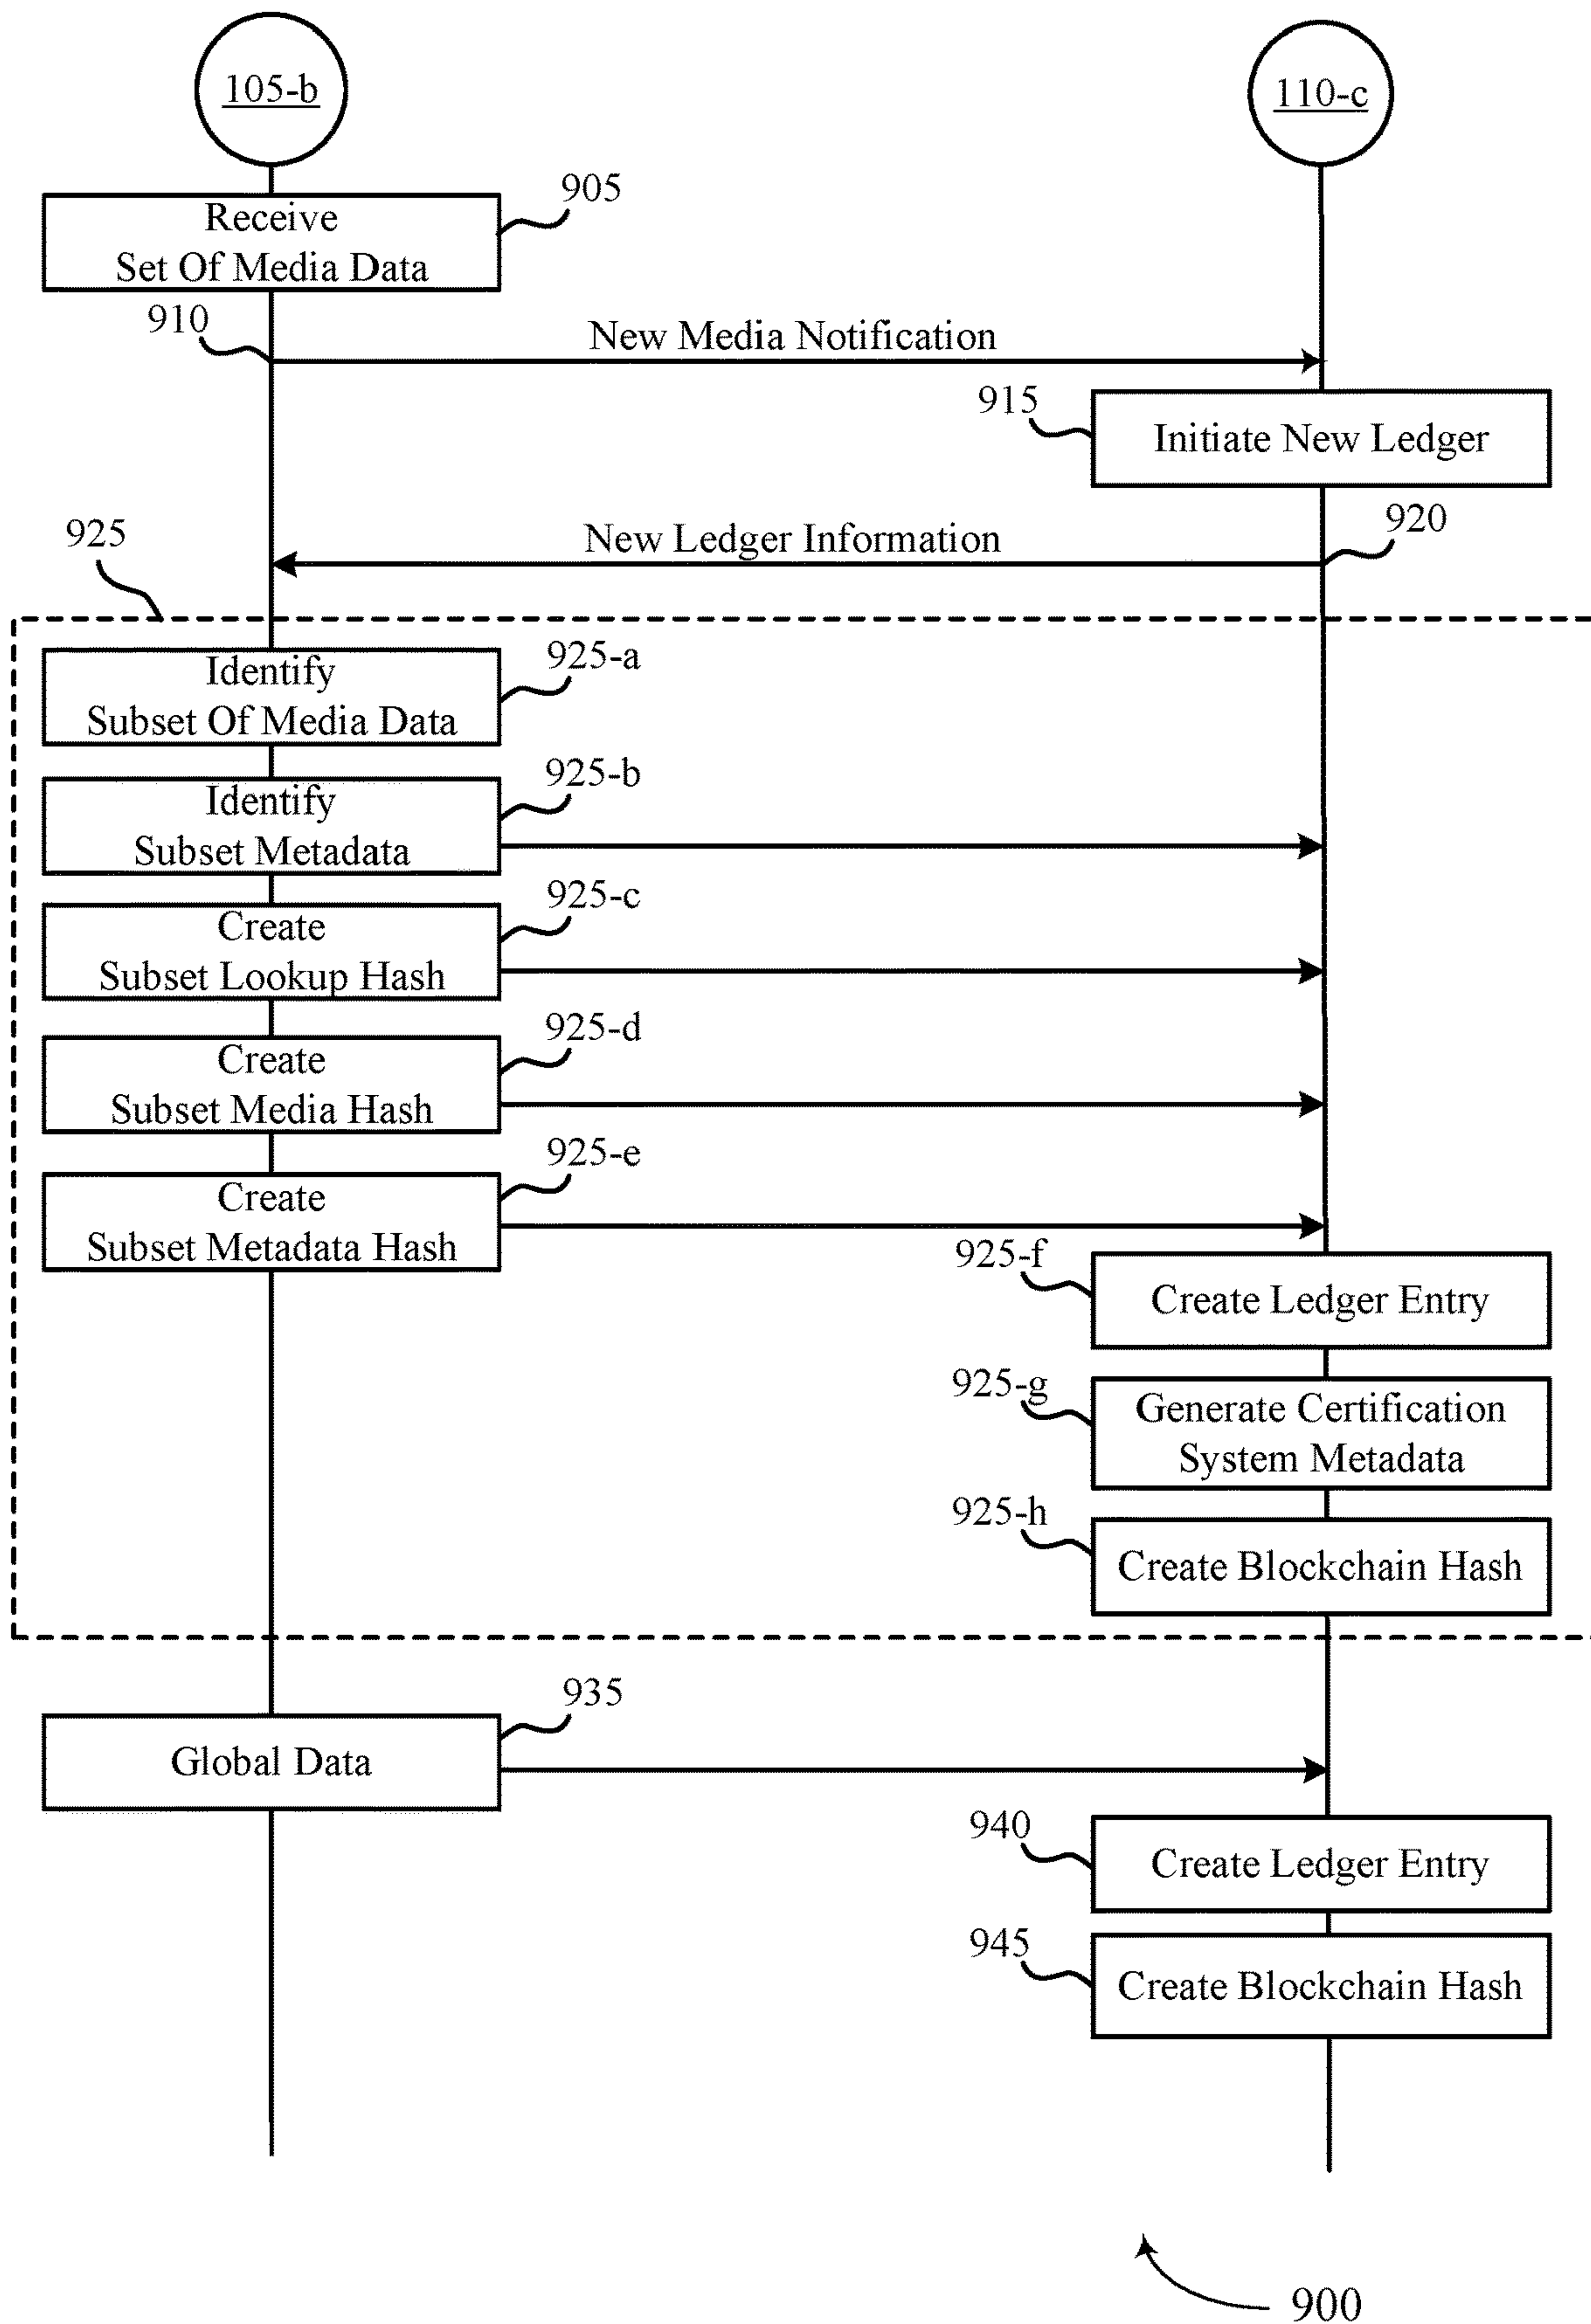 105-b
110-c
905
Receive
Set Of Media Data
910
New Media Notification
915
Initiate New Ledger
920
New Ledger Information
925
925-a
Identify
Subset Of Media Data
925-b
Identify
Subset Metadata
925-c
Create
Subset Lookup Hash
925-d
Create
Subset Media Hash
925-e
Create
Subset Metadata Hash
925-f
Create Ledger Entry
925-g
Generate Certification
System Metadata
925-h
Create Blockchain Hash
935
Global Data
940
Create Ledger Entry
945
Create Blockchain Hash
900